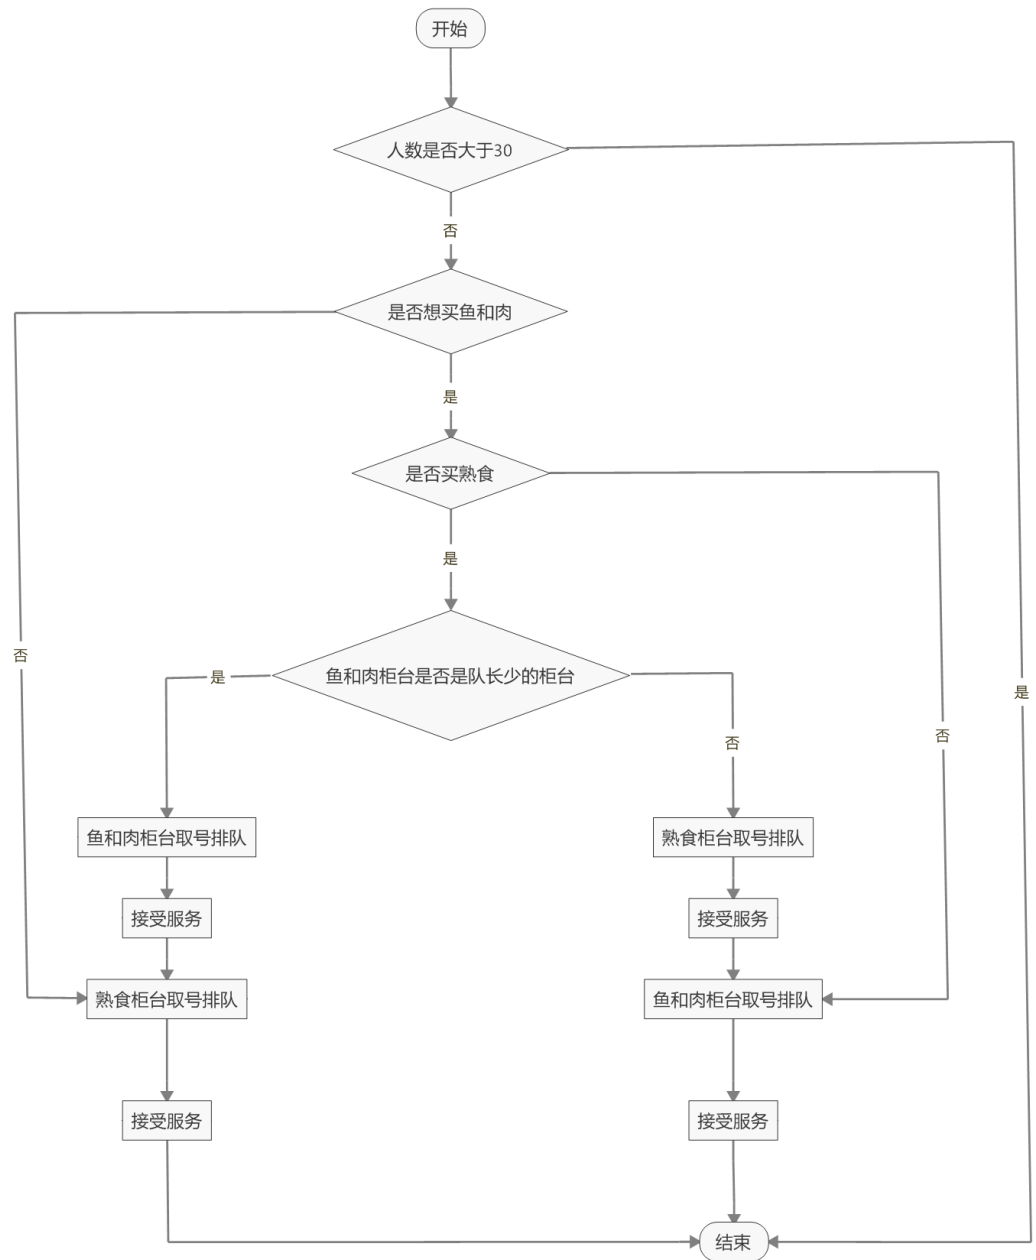 开始
人数是否大于30
否
是否想买鱼和肉
是
是否买熟食
是
否
鱼和肉柜台是否是队长少的柜台
是
是
否
否
鱼和肉柜台取号排队
熟食柜台取号排队
接受服务
接受服务
熟食柜台取号排队
鱼和肉柜台取号排队
接受服务
接受服务
结束